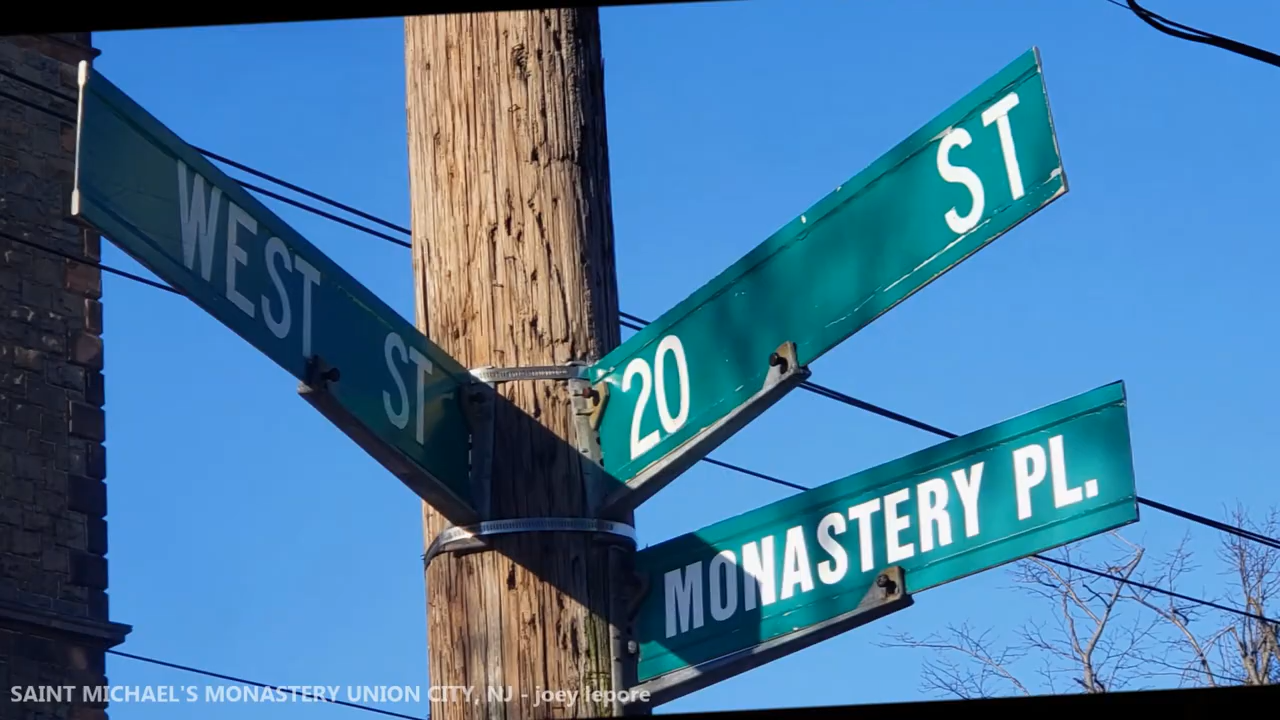 WEST ST
20 ST
MONASTERY PL.
SAINT MICHAEL'S MONASTERY UNION CITY, NJ - joey lepore